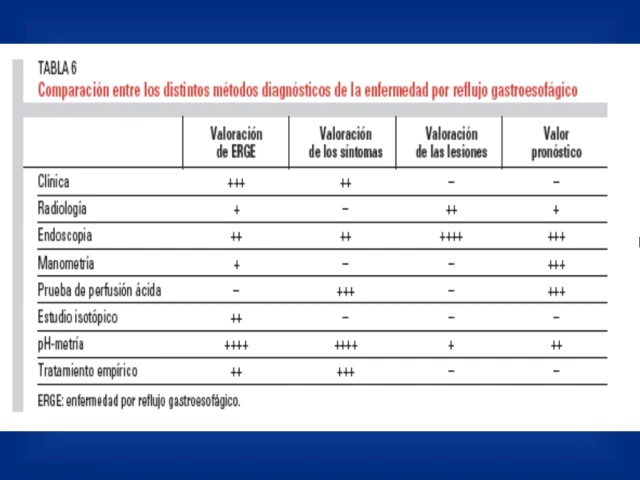 TABLA 6
Comparación entre los distintos métodos diagnósticos de la enfermedad por reflujo gastroesofágico
Valoración de ERGE Valoración de los síntomas Valoración de las lesiones Valor pronóstico
Clínica +++ ++ – –
Radiología + – ++ +
Endoscopia ++ ++ ++++ +++
Manometría + – – +++
Prueba de perfusión ácida – +++ – +++
Estudio isotópico ++ – – –
pH-metría ++++ ++++ + ++
Tratamiento empírico ++ +++ – –
ERGE: enfermedad por reflujo gastroesofágico.